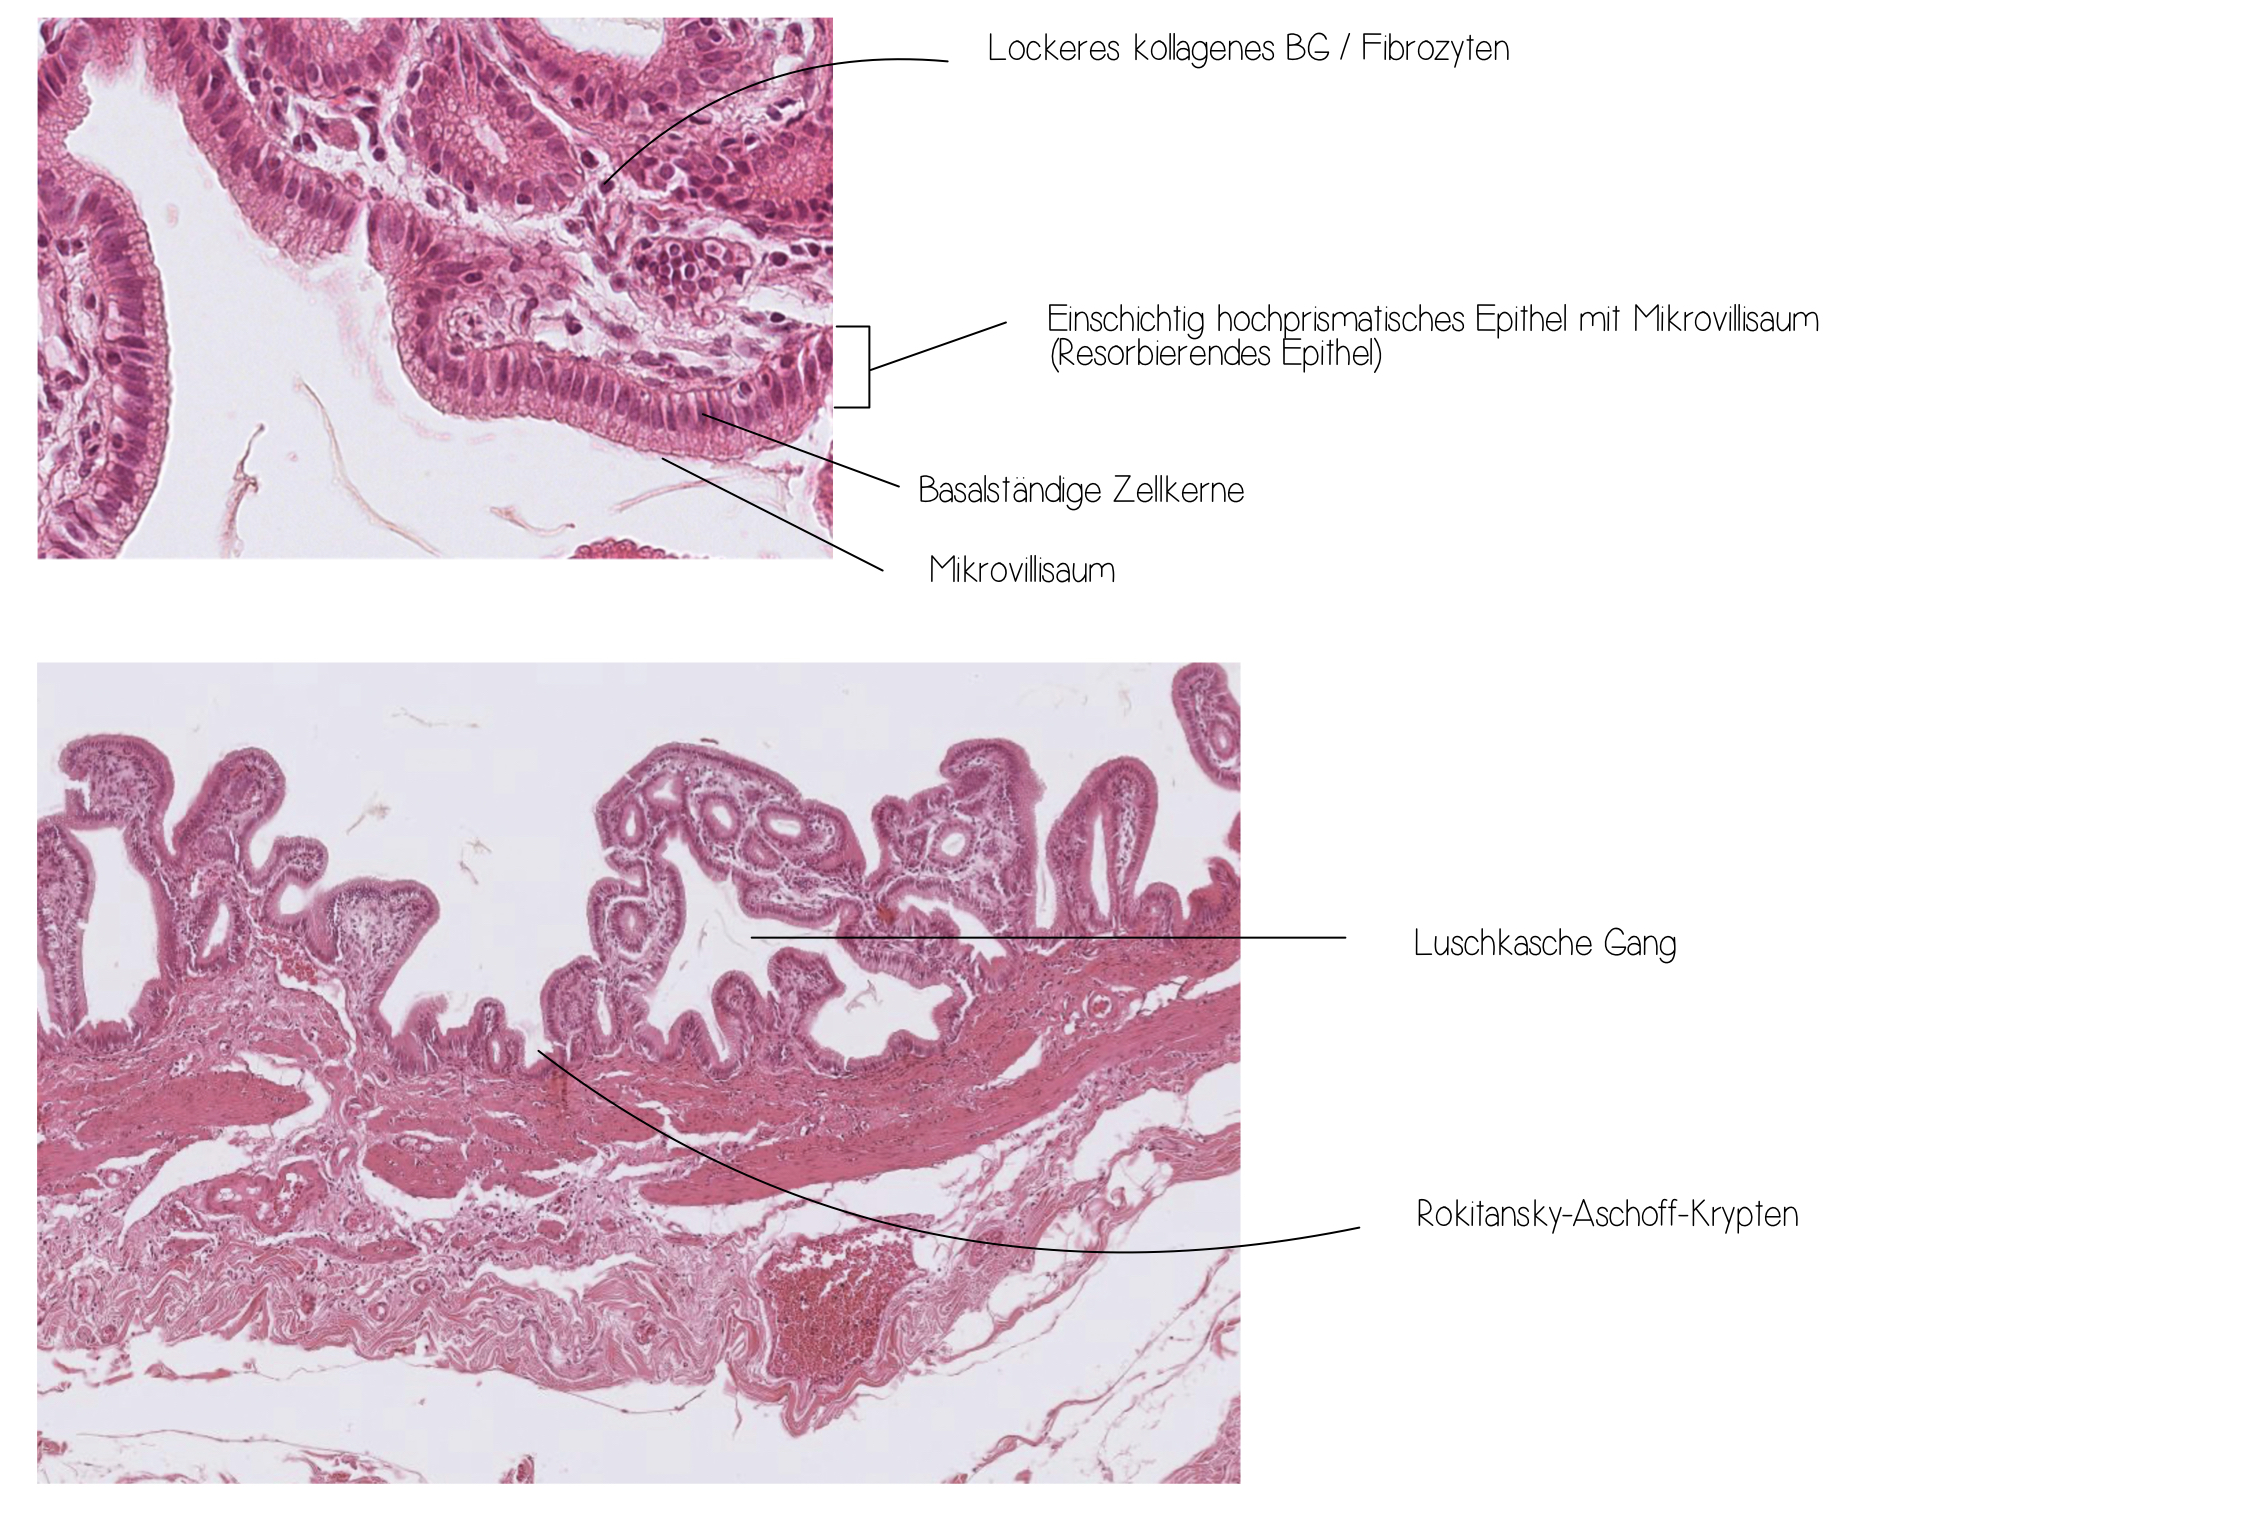 Lockeres kollagenes BG / Fibrozyten
Einschichtig hochprismatisches Epithel mit Mikrovillisaum
(Resorbierendes Epithel)
Basalständige Zellkerne
Mikrovillisaum
Luschkasche Gang
Rokitansky-Aschoff-Krypten